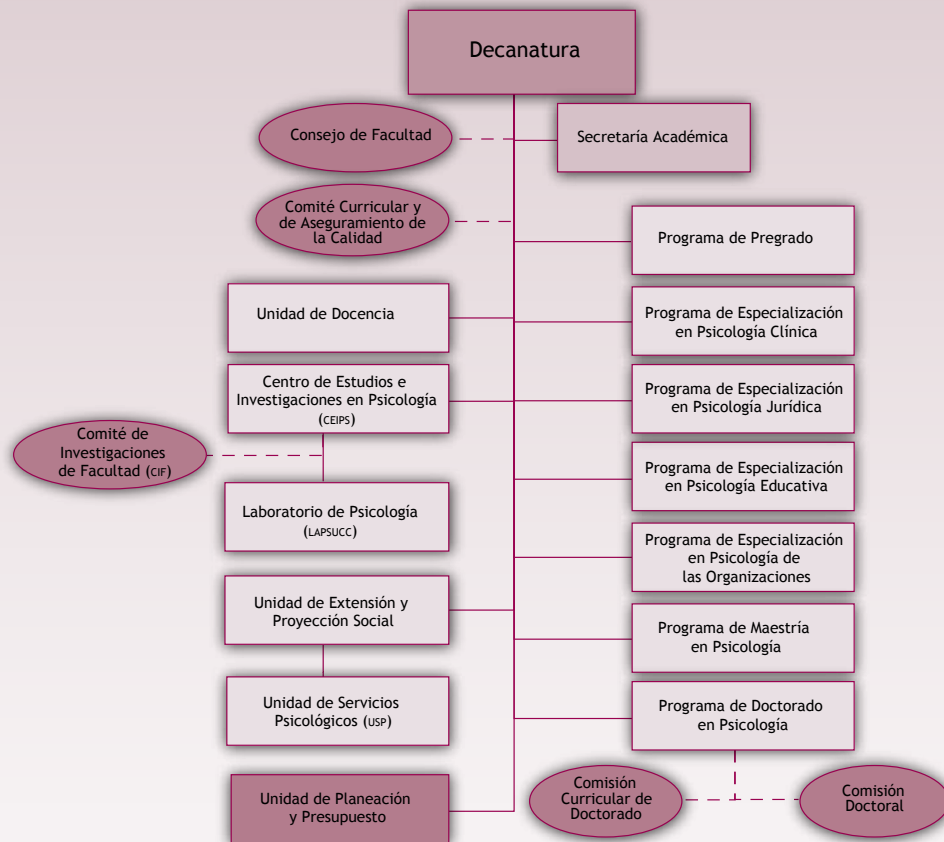 Decanatura
Consejo de Facultad
Secretaría Académica
Comité Curricular y
de Aseguramiento de
la Calidad
Programa de Pregrado
Unidad de Docencia
Programa de Especialización
en Psicología Clínica
Centro de Estudios e
Investigaciones en Psicología
(CEIPS)
Programa de Especialización
en Psicología Jurídica
Comité de
Investigaciones
de Facultad (CIF)
Programa de Especialización
en Psicología Educativa
Laboratorio de Psicología
(LAPSUCC)
Programa de Especialización
en Psicología de
las Organizaciones
Unidad de Extensión y
Proyección Social
Programa de Maestría
en Psicología
Unidad de Servicios
Psicológicos (USP)
Programa de Doctorado
en Psicología
Unidad de Planeación
y Presupuesto
Comisión
Curricular de
Doctorado
Comisión
Doctoral